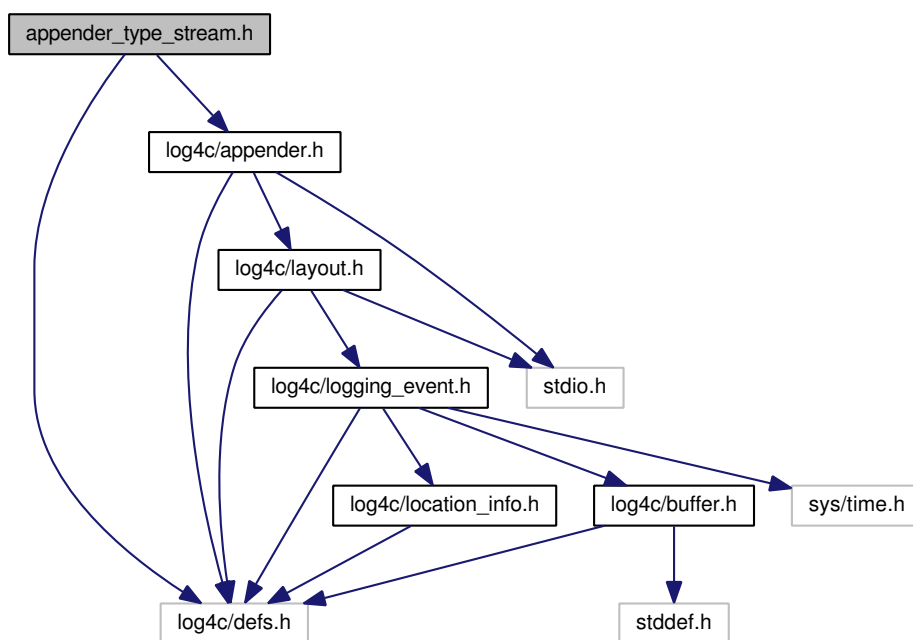 appender_type_stream.h
log4c/appender.h
log4c/layout.h
log4c/logging_event.h
stdio.h
log4c/location_info.h
log4c/buffer.h
sys/time.h
log4c/defs.h
stddef.h